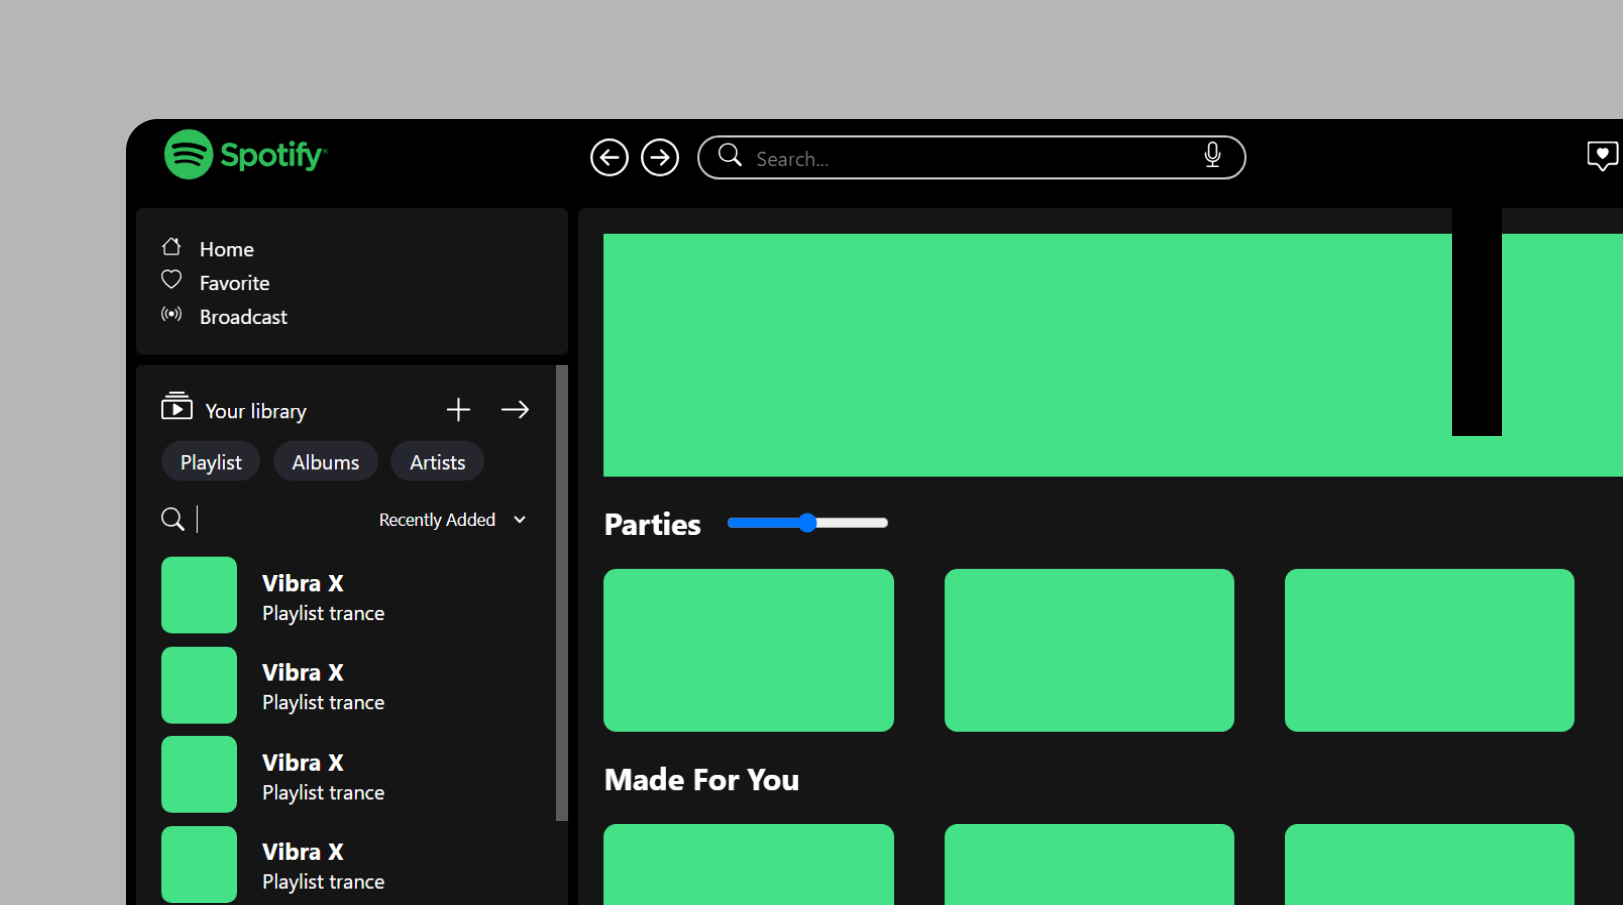 Spotify®
Search...
Home
Favorite
Broadcast
Your library
Playlist Albums Artists
Recently Added
Vibra X
Playlist trance
Vibra X
Playlist trance
Vibra X
Playlist trance
Vibra X
Playlist trance
Parties
Made For You